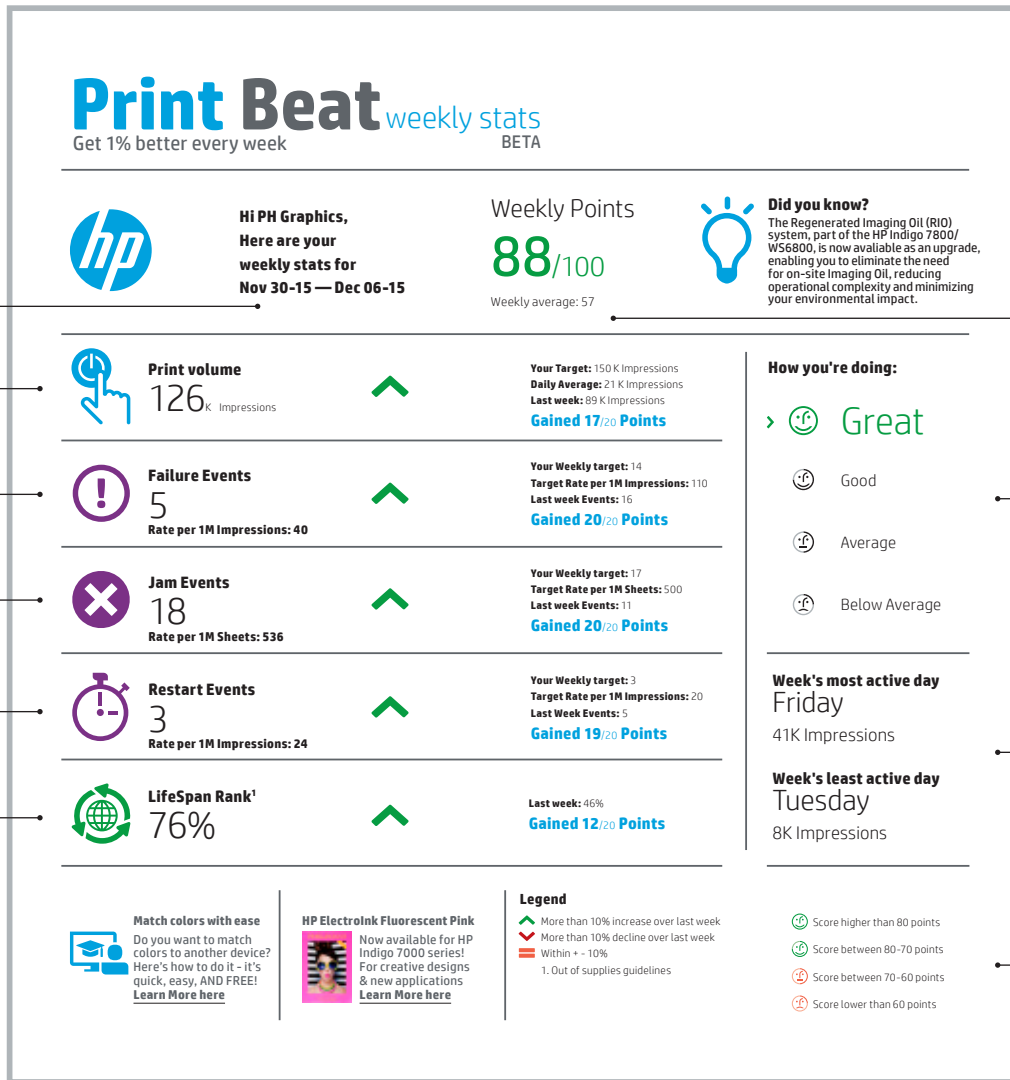 Print Beat weekly stats
Get 1% better every week
BETA
hp
Hi PH Graphics,
Here are your
weekly stats for
Nov 30-15 — Dec 06-15
Weekly Points
88/100
Weekly average: 57
Did you know?
The Regenerated Imaging Oil (RIO)
system, part of the HP Indigo 7800/
WS6800, is now avaliable as an upgrade,
enabling you to eliminate the need
for on-site Imaging Oil, reducing
operational complexity and minimizing
your environmental impact.
Print volume
126K Impressions
Your Target: 150 K Impressions
Daily Average: 21 K Impressions
Last week: 89 K Impressions
Gained 17/20 Points
Failure Events
5
Rate per 1M Impressions: 40
Your Weekly target: 14
Target Rate per 1M Impressions: 110
Last week Events: 16
Gained 20/20 Points
Jam Events
18
Rate per 1M Sheets: 536
Your Weekly target: 17
Target Rate per 1M Sheets: 500
Last week Events: 11
Gained 20/20 Points
Restart Events
3
Rate per 1M Impressions: 24
Your Weekly target: 3
Target Rate per 1M Impressions: 20
Last Week Events: 5
Gained 19/20 Points
LifeSpan Rank¹
76%
Last week: 46%
Gained 12/20 Points
How you're doing:
Great
Good
Average
Below Average
Week's most active day
Friday
41K Impressions
Week's least active day
Tuesday
8K Impressions
Match colors with ease
Do you want to match
colors to another device?
Here's how to do it - it's
quick, easy, AND FREE!
Learn More here
HP ElectroInk Fluorescent Pink
Now available for HP
Indigo 7000 series!
For creative designs
& new applications
Learn More here
Legend
More than 10% increase over last week
More than 10% decline over last week
Within + - 10%
1. Out of supplies guidelines
Score higher than 80 points
Score between 80-70 points
Score between 70-60 points
Score lower than 60 points